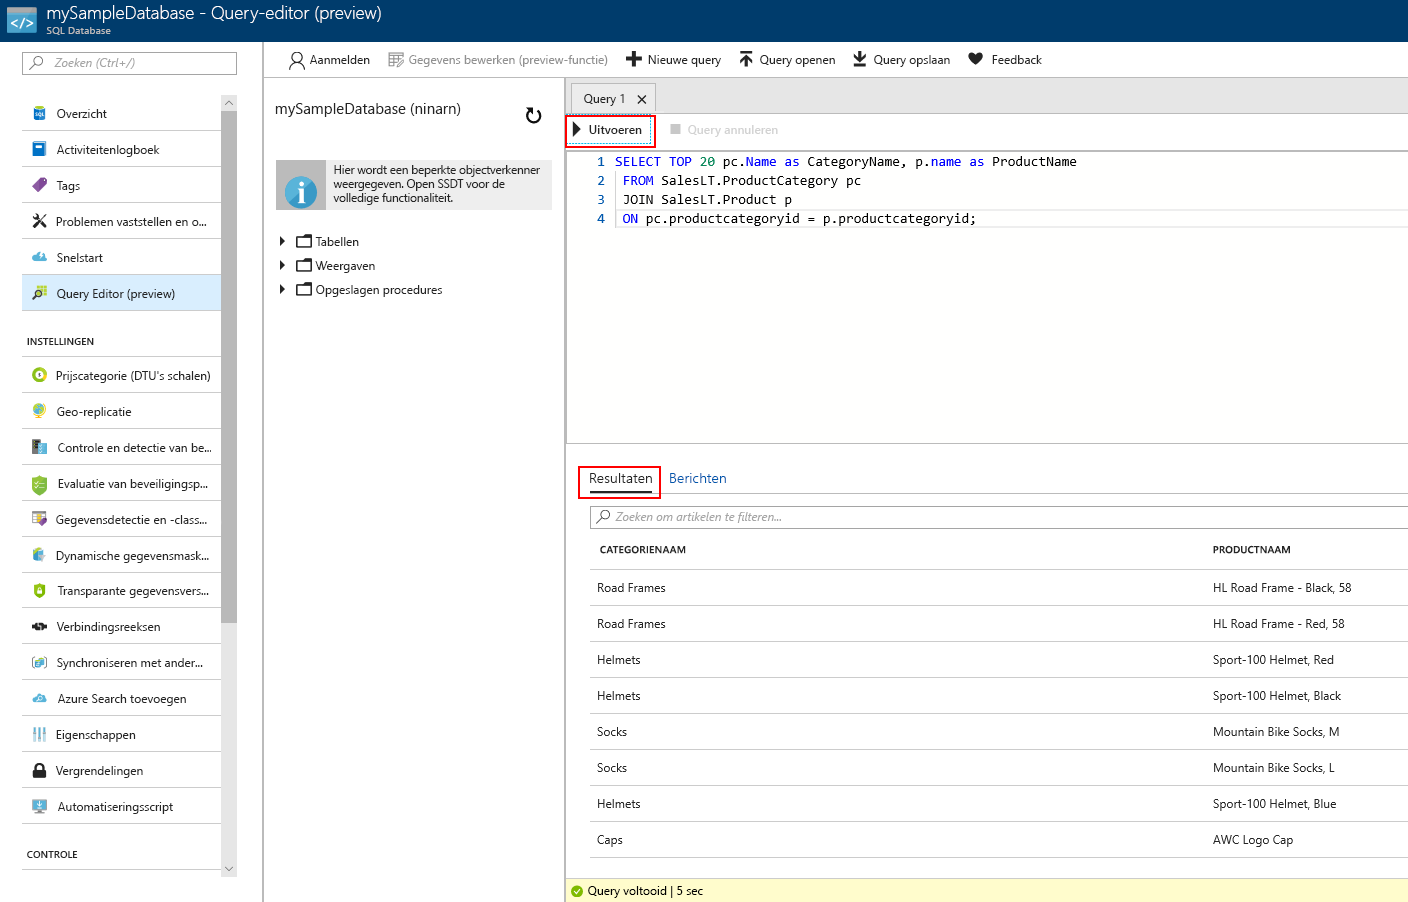 mySampleDatabase - Query-editor (preview)
SQL Database
Zoeken (Ctrl+/)
Overzicht
Activiteitenlogboek
Tags
Problemen vaststellen en o...
Snelstart
Query Editor (preview)
INSTELLINGEN
Prijscategorie (DTU's schalen)
Geo-replicatie
Controle en detectie van be...
Evaluatie van beveiligingsp...
Gegevensdetectie en -class...
Dynamische gegevensmask...
Transparante gegevensvers...
Verbindingsreeksen
Synchroniseren met ander...
Azure Search toevoegen
Eigenschappen
Vergrendelingen
Automatiseringsscript
CONTROLE
Aanmelden
Gegevens bewerken (preview-functie)
Nieuwe query
Query openen
Query opslaan
Feedback
mySampleDatabase (ninarn)
Hier wordt een beperkte objectverkenner
weergegeven. Open SSDT voor de
volledige functionaliteit.
Tabellen
Weergaven
Opgeslagen procedures
Query 1
Uitvoeren
Query annuleren
1 SELECT TOP 20 pc.Name as CategoryName, p.name as ProductName
2 FROM SalesLT.ProductCategory pc
3 JOIN SalesLT.Product p
4 ON pc.productcategoryid = p.productcategoryid;
Resultaten Berichten
Zoeken om artikelen te filteren...
CATEGORIENAAM PRODUCTNAAM
Road Frames HL Road Frame - Black, 58
Road Frames HL Road Frame - Red, 58
Helmets Sport-100 Helmet, Red
Helmets Sport-100 Helmet, Black
Socks Mountain Bike Socks, M
Socks Mountain Bike Socks, L
Helmets Sport-100 Helmet, Blue
Caps AWC Logo Cap
Query voltooid | 5 sec